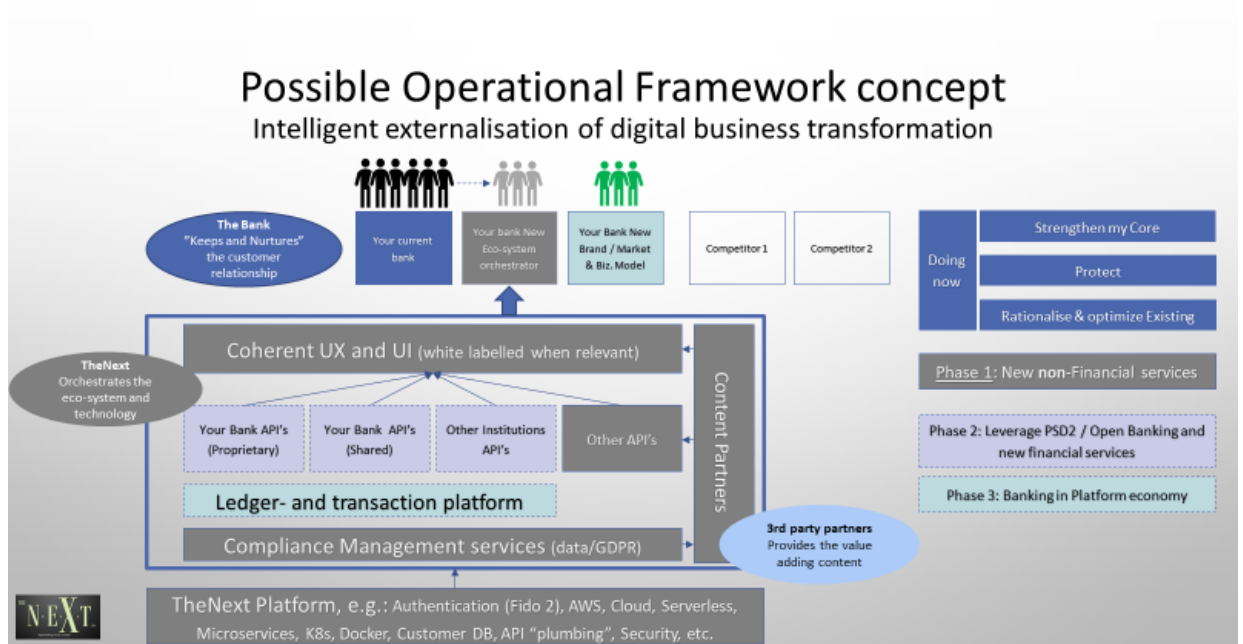 Possible Operational Framework concept
Intelligent externalisation of digital business transformation
The Bank
"Keeps and Nurtures"
the customer
relationship
Your current
bank
Your bank New
Eco-system
orchestrator
Your Bank New
Brand / Market
& Biz. Model
Competitor 1
Competitor 2
Doing
now
Strengthen my Core
Protect
Rationalise & optimize Existing
TheNext
Orchestrates the
eco-system and
technology
Coherent UX and UI (white labelled when relevant)
Your Bank API's
(Proprietary)
Your Bank API's
(Shared)
Other Institutions
API's
Other API's
Content Partners
Ledger- and transaction platform
Compliance Management services (data/GDPR)
3rd party partners
Provides the value
adding content
Phase 1: New non-Financial services
Phase 2: Leverage PSD2 / Open Banking and
new financial services
Phase 3: Banking in Platform economy
TheNext Platform, e.g.: Authentication (Fido 2), AWS, Cloud, Serverless,
Microservices, K8s, Docker, Customer DB, API “plumbing”, Security, etc.
N·E·X·T